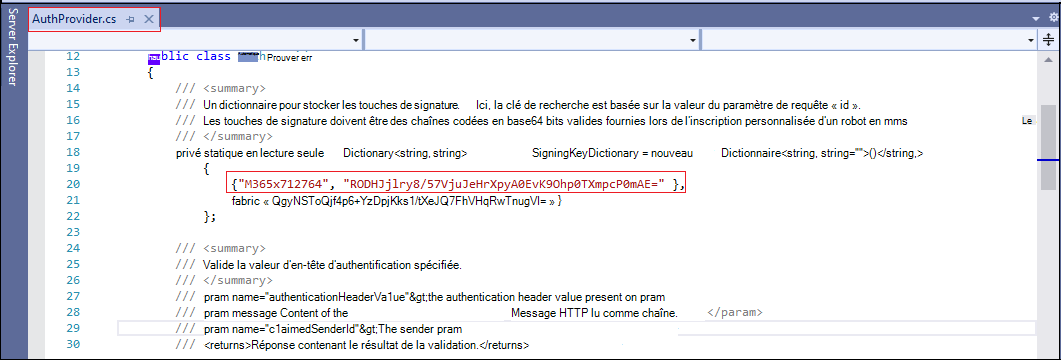 Server Explorer
AuthProvider.cs
12 public class Prouver err
13 {
14 /// <summary>
15 /// Un dictionnaire pour stocker les touches de signature. Ici, la clé de recherche est basée sur la valeur du paramètre de requête « id ».
16 /// Les touches de signature doivent être des chaînes codées en base64 bits valides fournies lors de l'inscription personnalisée d'un robot en mms Le
17 /// </summary>
18 privé statique en lecture seule Dictionary<string, string> SigningKeyDictionary = nouveau Dictionnaire<string, string="">()</string,>
19 {
20 {"M365x712764", "RODHJjlry8/57VjuJeHrXpyA0EvK9Ohp0TXmpcP0mAE=" },
21 fabric « QgyNSToQjf4p6+YzDpjKks1/tXeJQ7FhVHqRwTnugVI= » }
22 };
23
24 /// <summary>
25 /// Valide la valeur d'en-tête d'authentification spécifiée.
26 /// </summary>
27 /// pram name="authenticationHeaderVa1ue"&gt;the authentication header value present on pram
28 /// pram message Content of the Message HTTP lu comme chaîne. </param>
29 /// pram name="c1aimedSenderId"&gt;The sender pram
30 /// <returns>Réponse contenant le résultat de la validation.</returns>